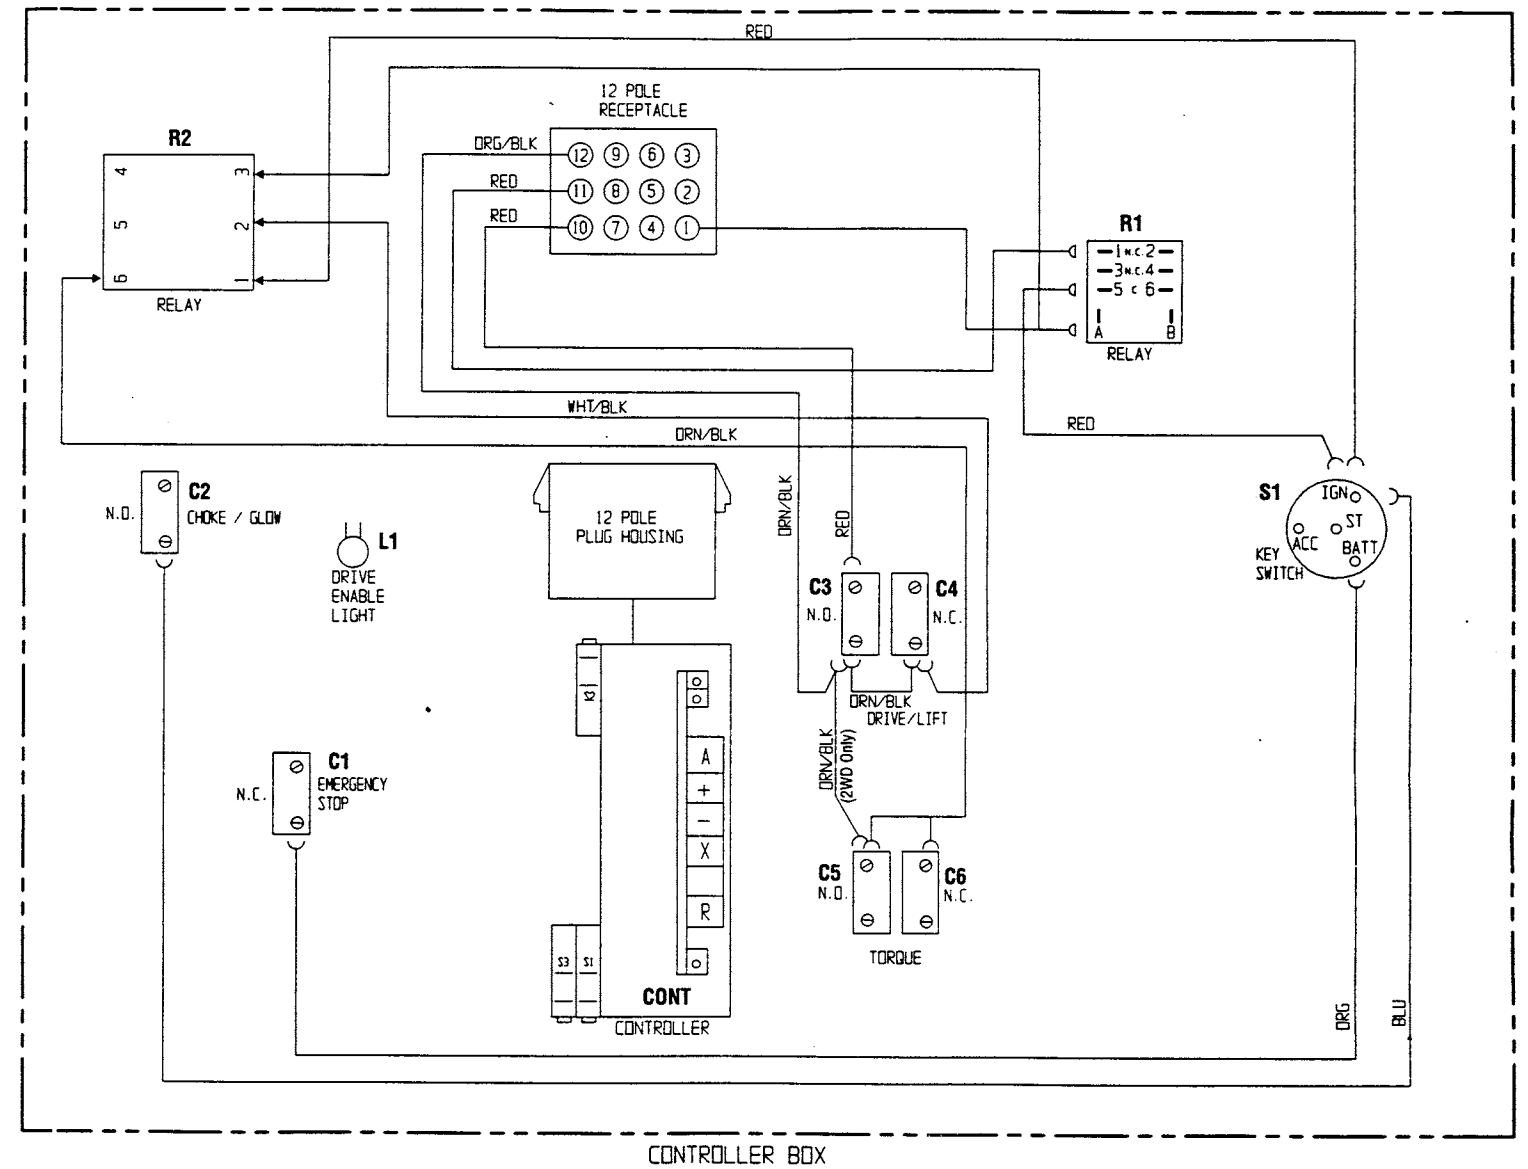 RED
12 POLE
RECEPTACLE
R2
ORG/BLK
12 9 6 3
RED
11 8 5 2
RED
10 7 4 1
4 3
5 2
6 1
RELAY
R1
1 N.C. 2
3 N.C. 4
5 C 6
A B
RELAY
WHT/BLK
ORN/BLK
RED
C2
N.O.
CHOKE / GLOW
L1
DRIVE
ENABLE
LIGHT
12 POLE
PLUG HOUSING
ORN/BLK
RED
S1
IGN
ST
ACC
BATT
KEY
SWITCH
C3
N.O.
C4
N.C.
K3
ORN/BLK
DRIVE/LIFT
ORN/BLK
(2WD Only)
C1
N.C.
EMERGENCY
STOP
A
+
−
X
R
C5
N.O.
C6
N.C.
TORQUE
S3 S1
CONT
CONTROLLER
ORG
BLU
CONTROLLER BOX